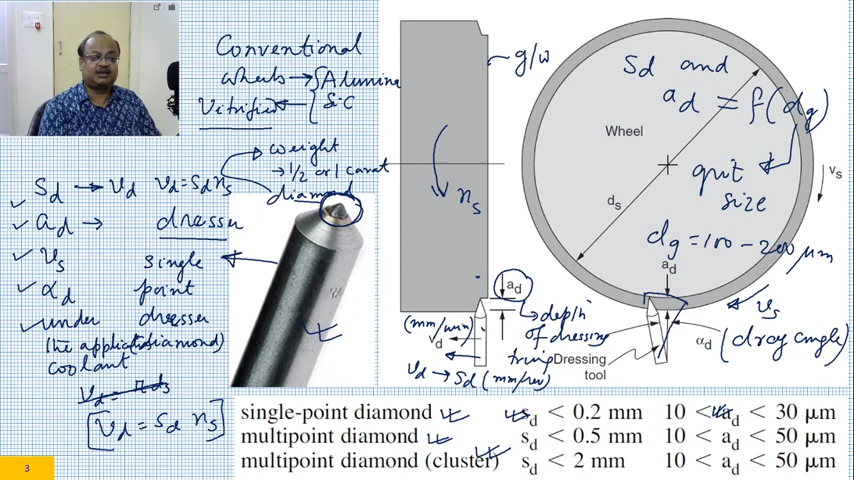 Conventional
wheels → Alumina
Vitrified ← SiC
weight
→ 1/2 or 1 carat
diamond
Sd → vd vd = Sd ns
ad → dresser
vs single
αd point
under dresser
the application (diamond)
coolant
[vd = Sd ns]
g/w
ns
ad
(mm/min)
vd
vd → Sd (mm/rev)
depth
of dressing
truing
Dressing
tool
Sd and
ad = f(dg)
Wheel
grit
size
ds
vs
dg = 100 - 200 μm
ad
vs
αd (drag angle)
single-point diamond sd < 0.2 mm 10 < ad < 30 μm
multipoint diamond sd < 0.5 mm 10 < ad < 50 μm
multipoint diamond (cluster) sd < 2 mm 10 < ad < 50 μm
3